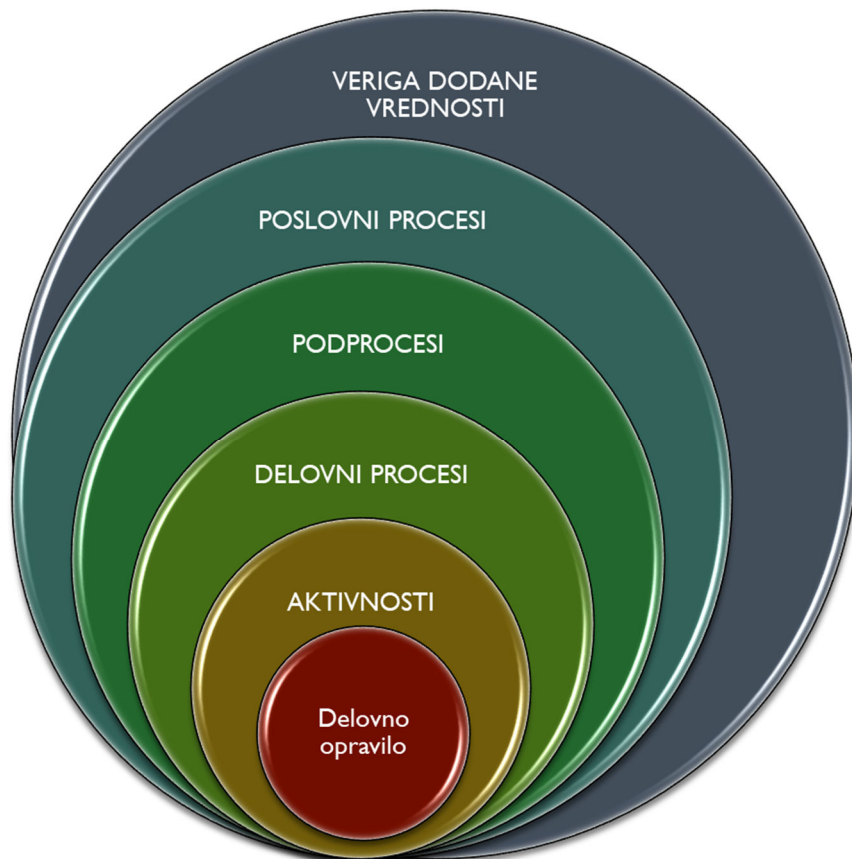 VERIGA DODANE
VREDNOSTI
POSLOVNI PROCESI
PODPROCESI
DELOVNI PROCESI
AKTIVNOSTI
Delovno
opravilo